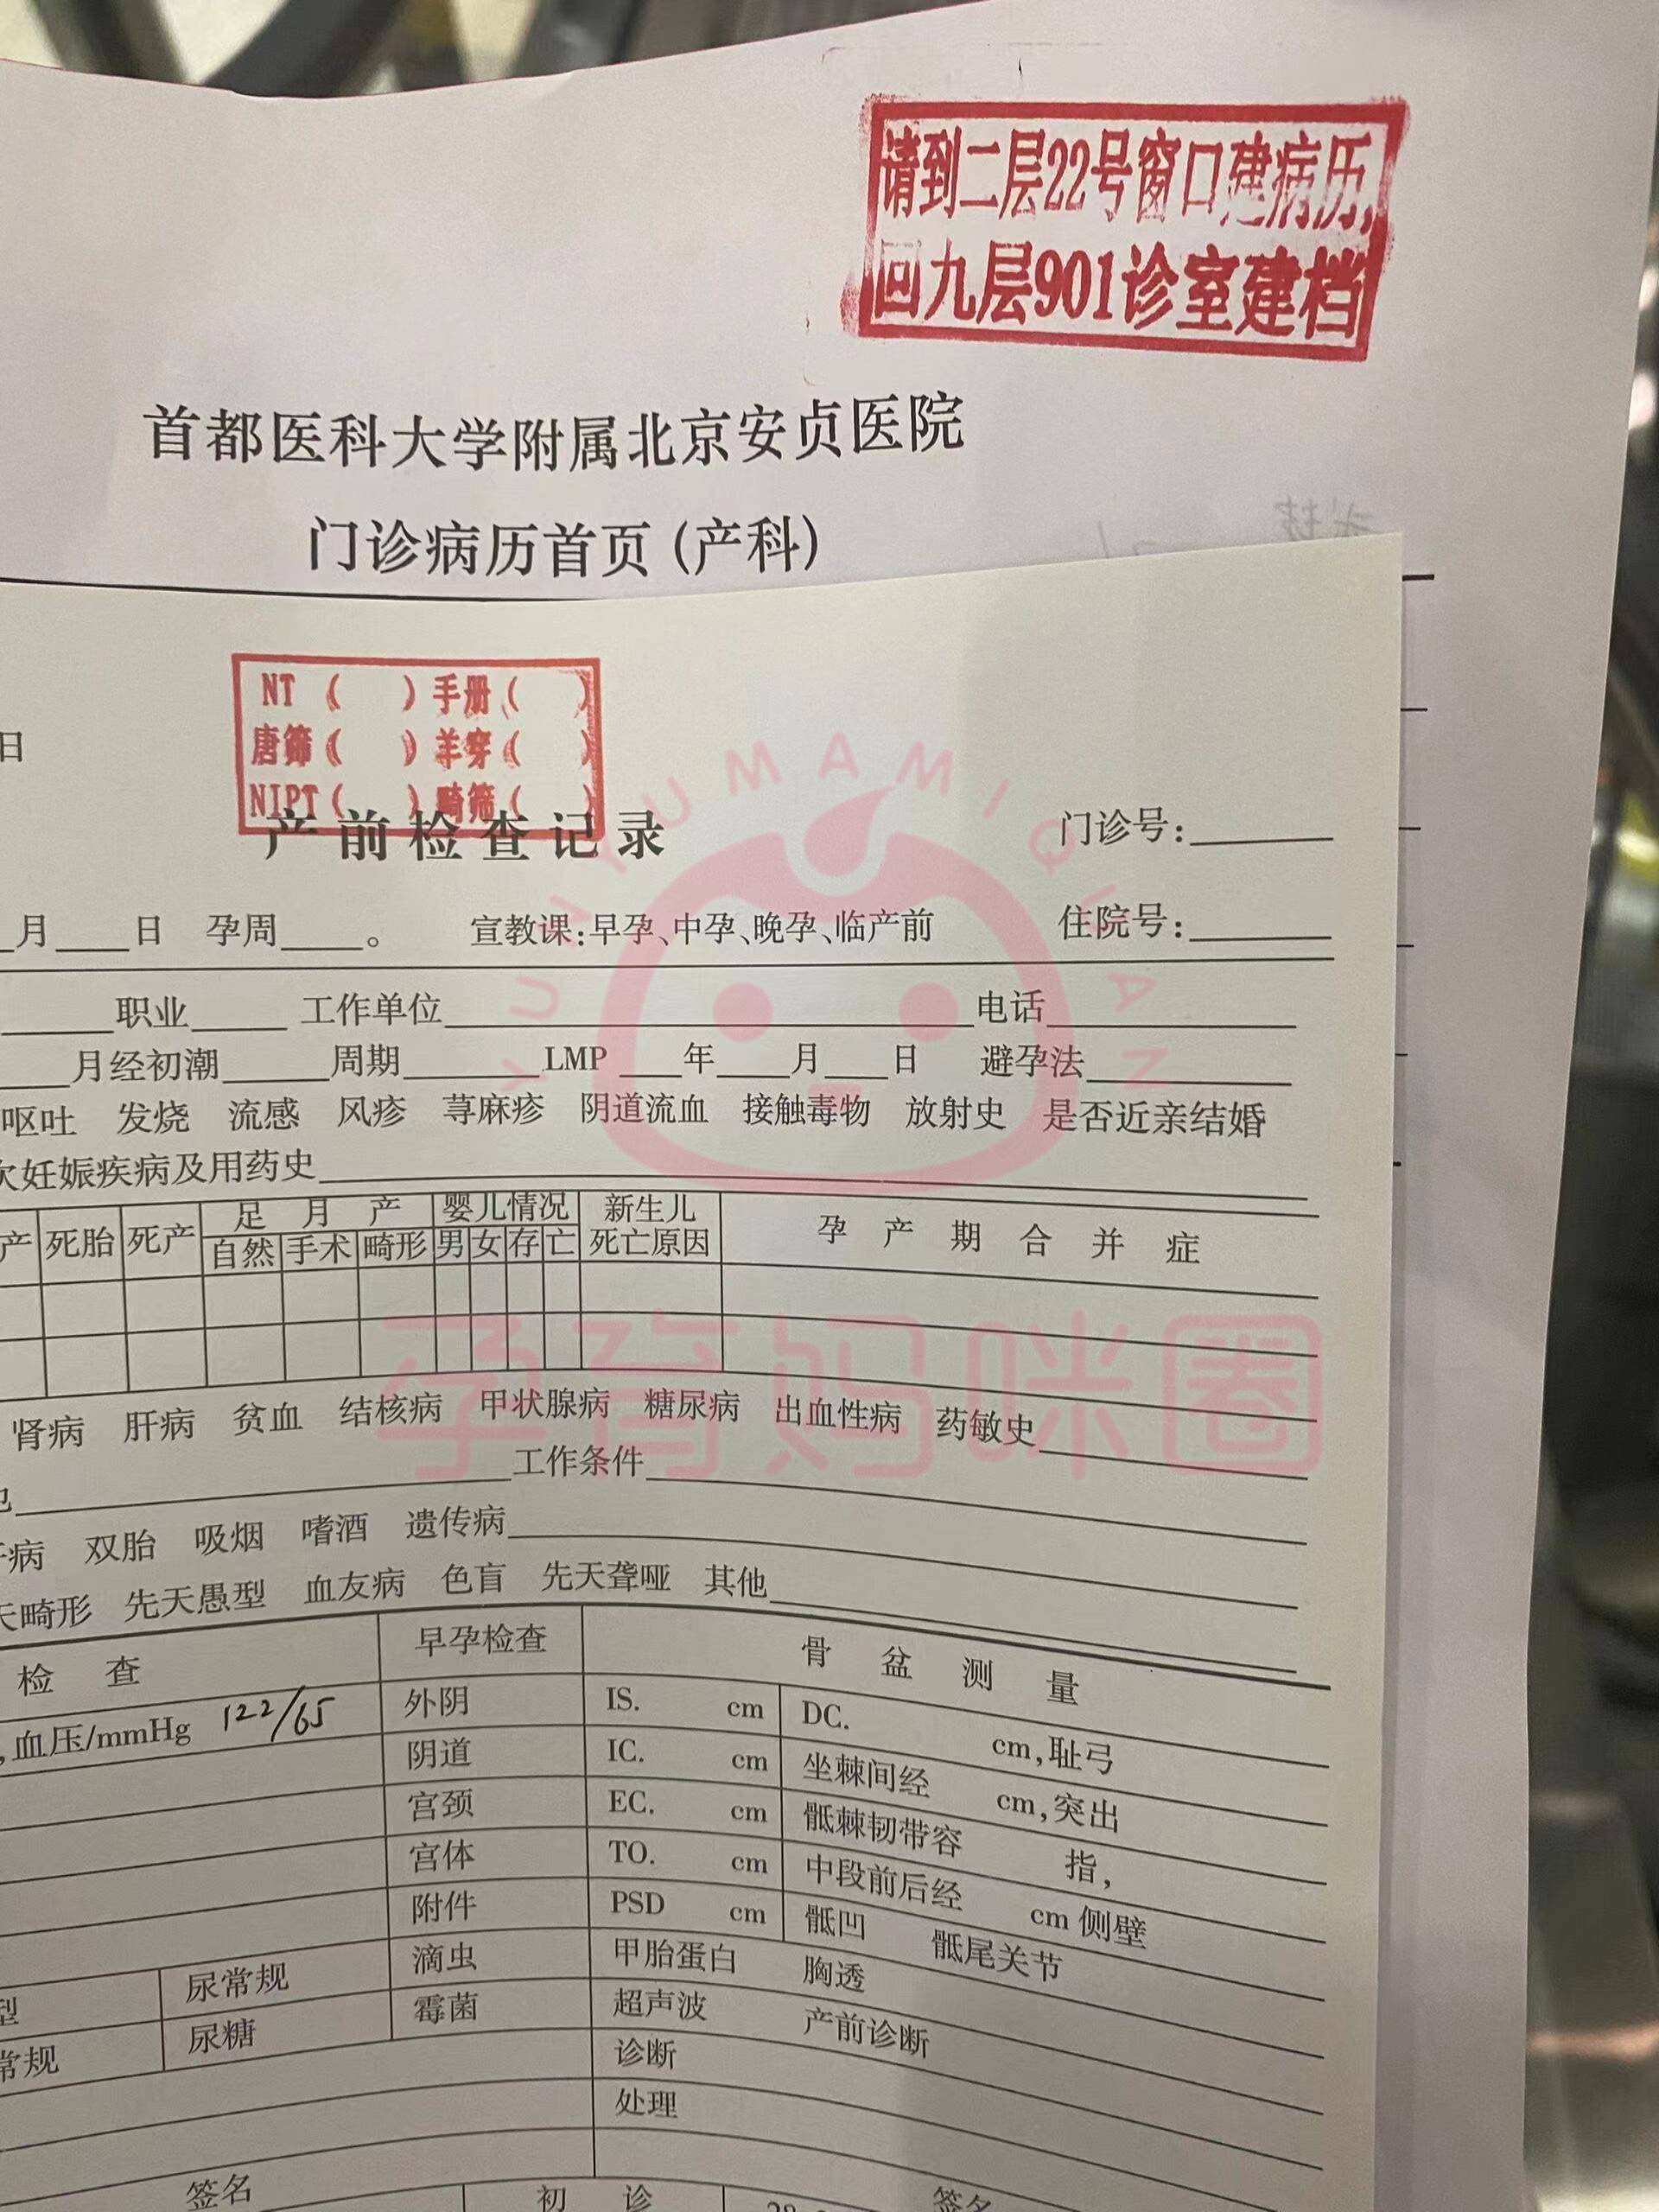 请到二层22号窗口建病历,
回九层901诊室建档
首都医科大学附属北京安贞医院
门诊病历首页(产科)
NT ( ) 手册 ( )
唐筛 ( ) 羊穿 ( )
NIPT ( ) 畸筛 ( )
日
产前检查记录
门诊号:
月 日 孕周 。 宣教课:早孕、中孕、晚孕、临产前 住院号:
职业 工作单位 电话
月经初潮 周期 LMP 年 月 日 避孕法
呕吐 发烧 流感 风疹 荨麻疹 阴道流血 接触毒物 放射史 是否近亲结婚
次妊娠疾病及用药史
产 死胎 死产 足月产 婴儿情况 新生儿死亡原因 孕产期合并症
自然 手术 畸形 男 女 存 亡
肾病 肝病 贫血 结核病 甲状腺病 糖尿病 出血性病 药敏史
工作条件
病 双胎 吸烟 嗜酒 遗传病
天畸形 先天愚型 血友病 色盲 先天聋哑 其他
检查 早孕检查 骨盆测量
,血压/mmHg 122/65 外阴 IS. cm DC. cm,耻弓
阴道 IC. cm 坐棘间经 cm,突出
宫颈 EC. cm 骶棘韧带容 指,
宫体 TO. cm 中段前后经 cm 侧壁
附件 PSD cm 骶凹 骶尾关节
型 尿常规 滴虫 甲胎蛋白 胸透
常规 尿糖 霉菌 超声波 产前诊断
诊断
处理
签名 初诊 签名
YUNYUMAMIQUAN
孕育妈咪圈